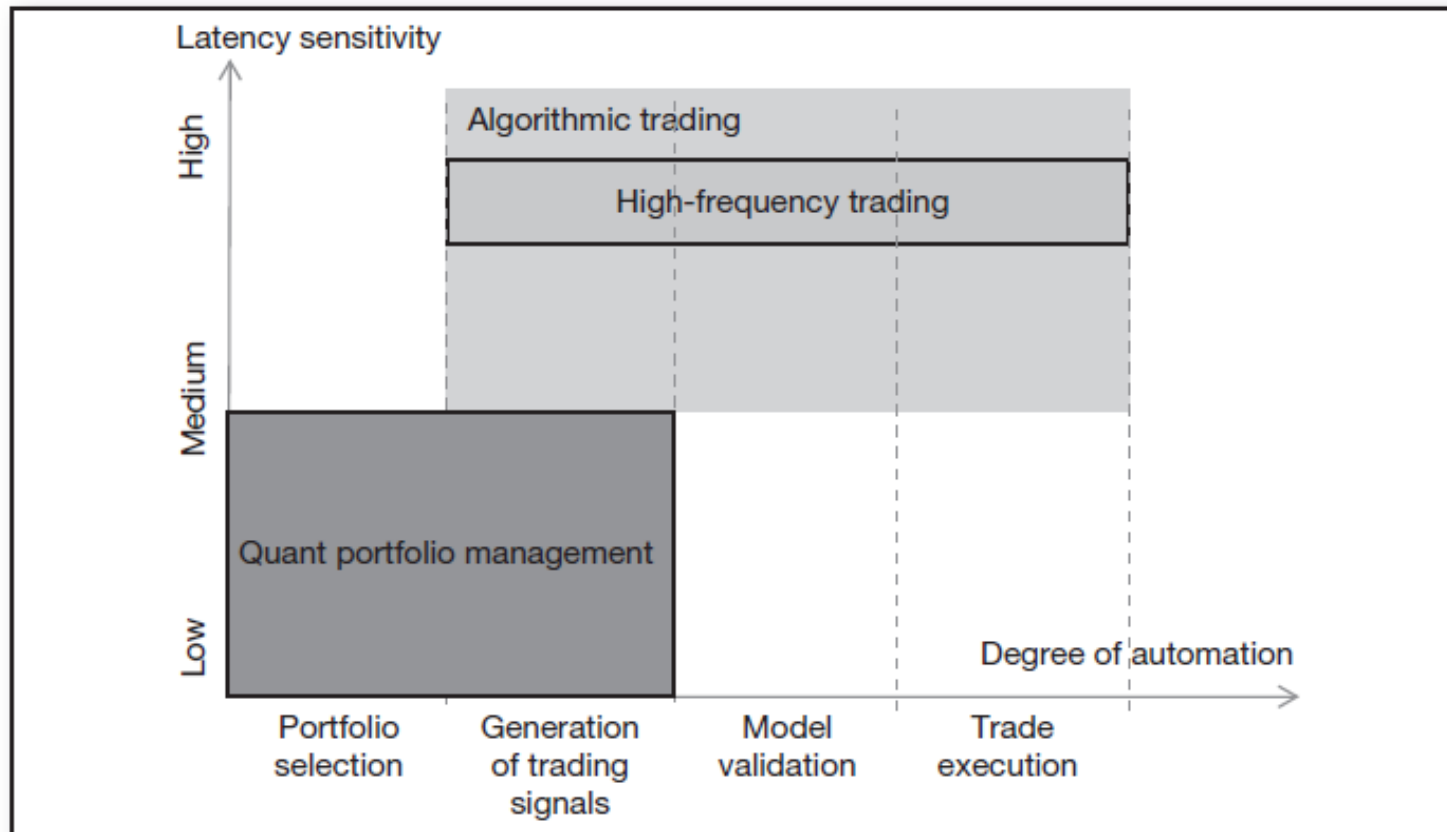 Latency sensitivity
High
Medium
Low
Algorithmic trading
High-frequency trading
Quant portfolio management
Degree of automation
Portfolio
selection
Generation
of trading
signals
Model
validation
Trade
execution